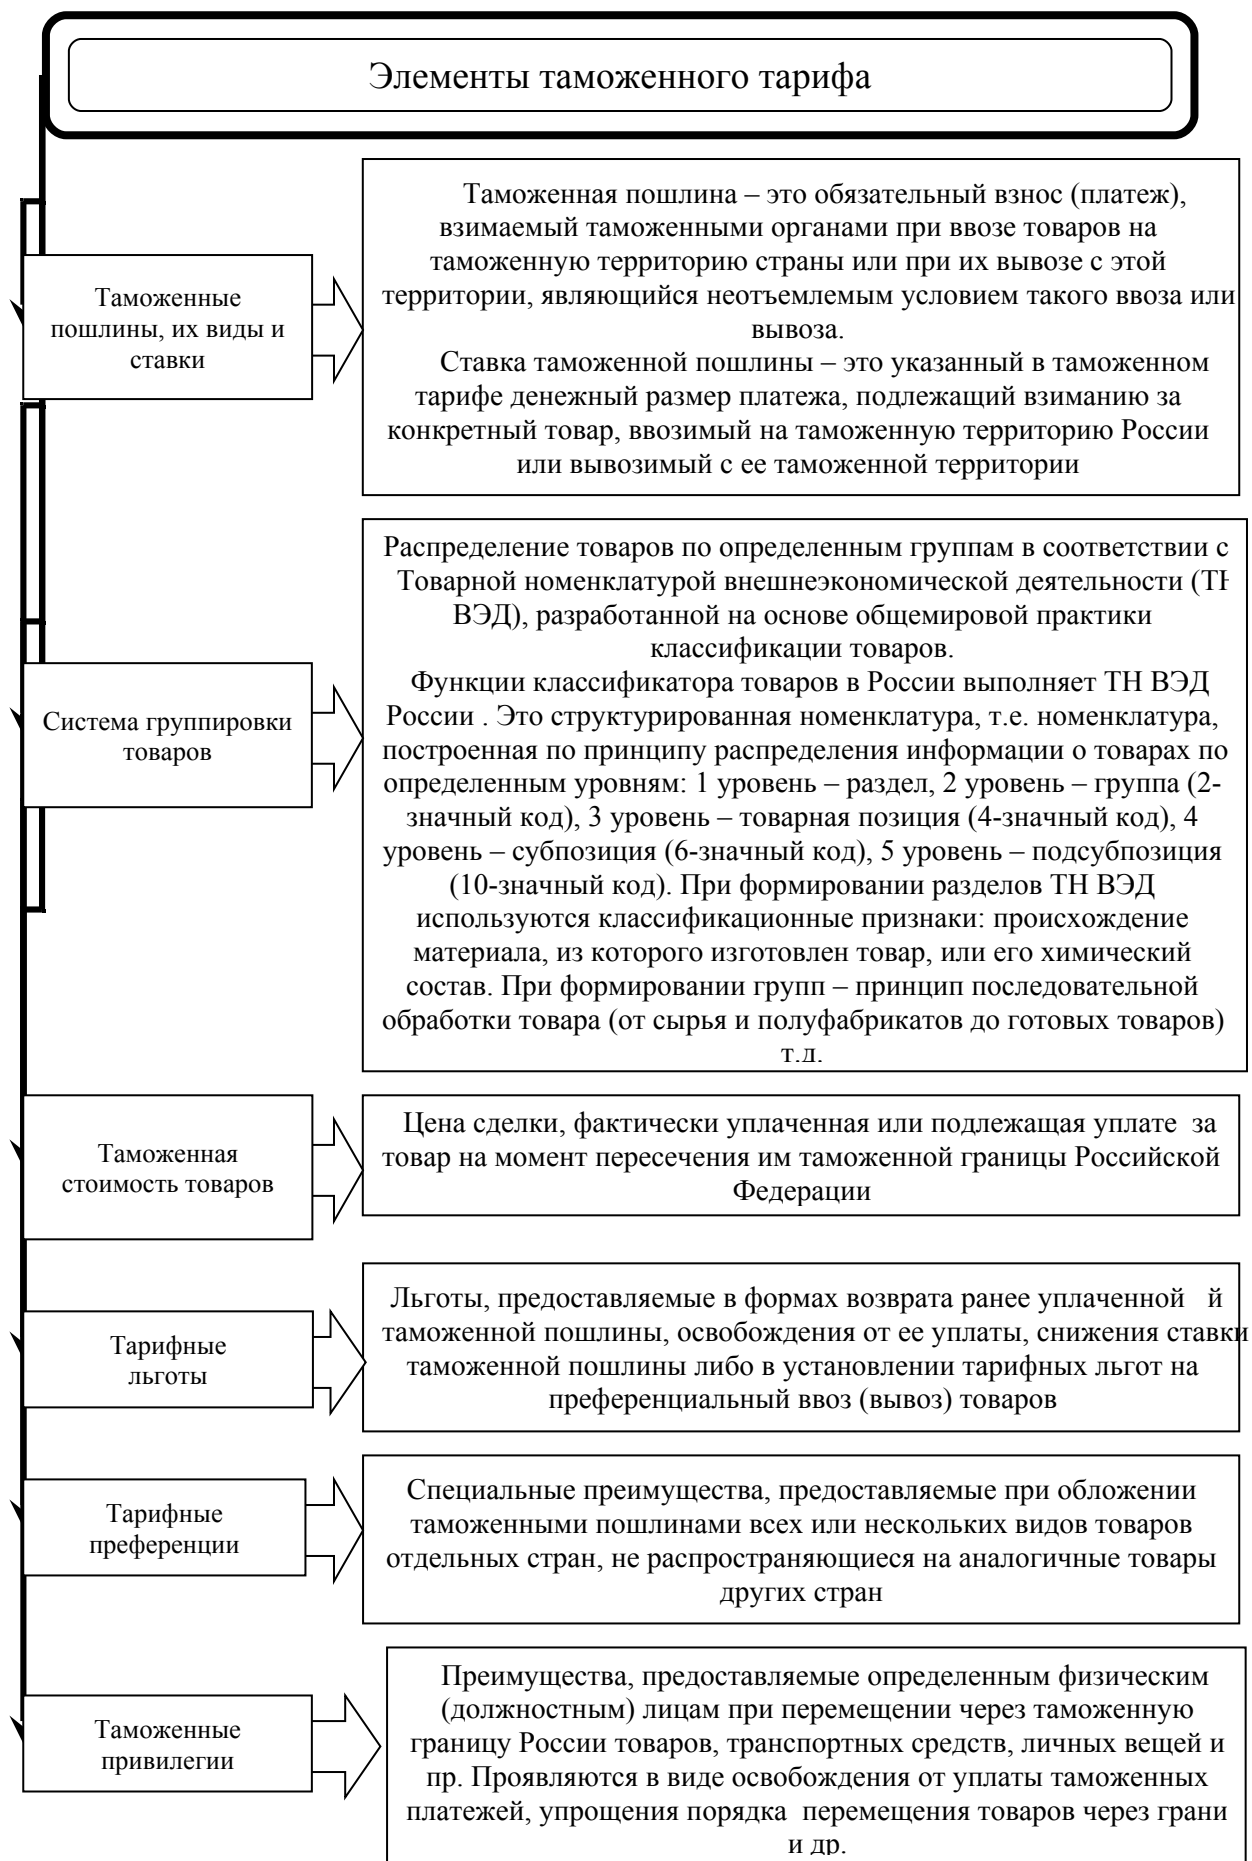 Элементы таможенного тарифа
Таможенные
пошлины, их виды и
ставки
Таможенная пошлина – это обязательный взнос (платеж),
взимаемый таможенными органами при ввозе товаров на
таможенную территорию страны или при их вывозе с этой
территории, являющийся неотъемлемым условием такого ввоза или
вывоза.
Ставка таможенной пошлины – это указанный в таможенном
тарифе денежный размер платежа, подлежащий взиманию за
конкретный товар, ввозимый на таможенную территорию России
или вывозимый с ее таможенной территории
Система группировки
товаров
Распределение товаров по определенным группам в соответствии с
Товарной номенклатурой внешнеэкономической деятельности (ТН
ВЭД), разработанной на основе общемировой практики
классификации товаров.
Функции классификатора товаров в России выполняет ТН ВЭД
России . Это структурированная номенклатура, т.е. номенклатура,
построенная по принципу распределения информации о товарах по
определенным уровням: 1 уровень – раздел, 2 уровень – группа (2-
значный код), 3 уровень – товарная позиция (4-значный код), 4
уровень – субпозиция (6-значный код), 5 уровень – подсубпозиция
(10-значный код). При формировании разделов ТН ВЭД
используются классификационные признаки: происхождение
материала, из которого изготовлен товар, или его химический
состав. При формировании групп – принцип последовательной
обработки товара (от сырья и полуфабрикатов до готовых товаров)
т.д.
Таможенная
стоимость товаров
Цена сделки, фактически уплаченная или подлежащая уплате за
товар на момент пересечения им таможенной границы Российской
Федерации
Тарифные
льготы
Льготы, предоставляемые в формах возврата ранее уплаченной й
таможенной пошлины, освобождения от ее уплаты, снижения ставки
таможенной пошлины либо в установлении тарифных льгот на
преференциальный ввоз (вывоз) товаров
Тарифные
преференции
Специальные преимущества, предоставляемые при обложении
таможенными пошлинами всех или нескольких видов товаров
отдельных стран, не распространяющиеся на аналогичные товары
других стран
Таможенные
привилегии
Преимущества, предоставляемые определенным физическим
(должностным) лицам при перемещении через таможенную
границу России товаров, транспортных средств, личных вещей и
пр. Проявляются в виде освобождения от уплаты таможенных
платежей, упрощения порядка перемещения товаров через грани
и др.